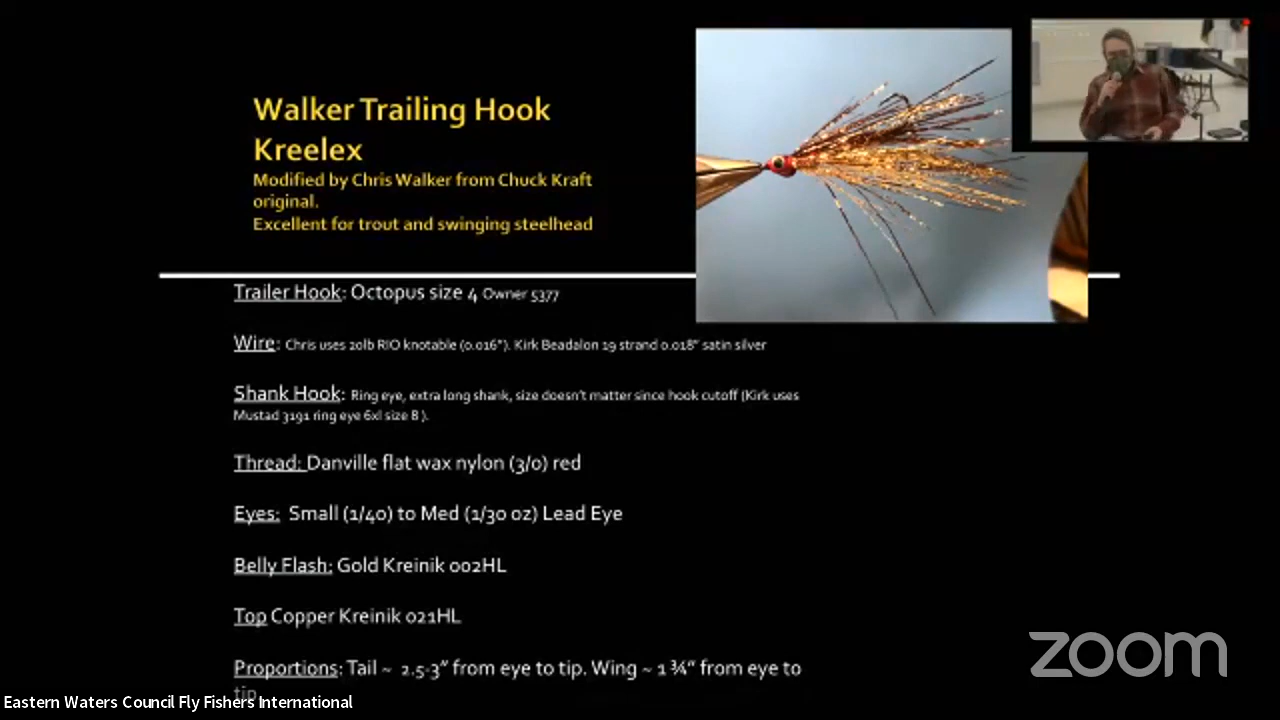 Walker Trailing Hook
Kreelex
Modified by Chris Walker from Chuck Kraft
original.
Excellent for trout and swinging steelhead
Trailer Hook: Octopus size 4 Owner 5377
Wire: Chris uses 20lb RIO knotable (0.016"). Kirk Beadalon 19 strand 0.018" satin silver
Shank Hook: Ring eye, extra long shank, size doesn't matter since hook cutoff (Kirk uses
Mustad 3191 ring eye 6xl size 8 ).
Thread: Danville flat wax nylon (3/0) red
Eyes: Small (1/40) to Med (1/30 oz) Lead Eye
Belly Flash: Gold Kreinik 002HL
Top Copper Kreinik 021HL
Proportions: Tail ~ 2.5-3" from eye to tip. Wing ~ 1 ¾" from eye to
tip
zoom
Eastern Waters Council Fly Fishers International